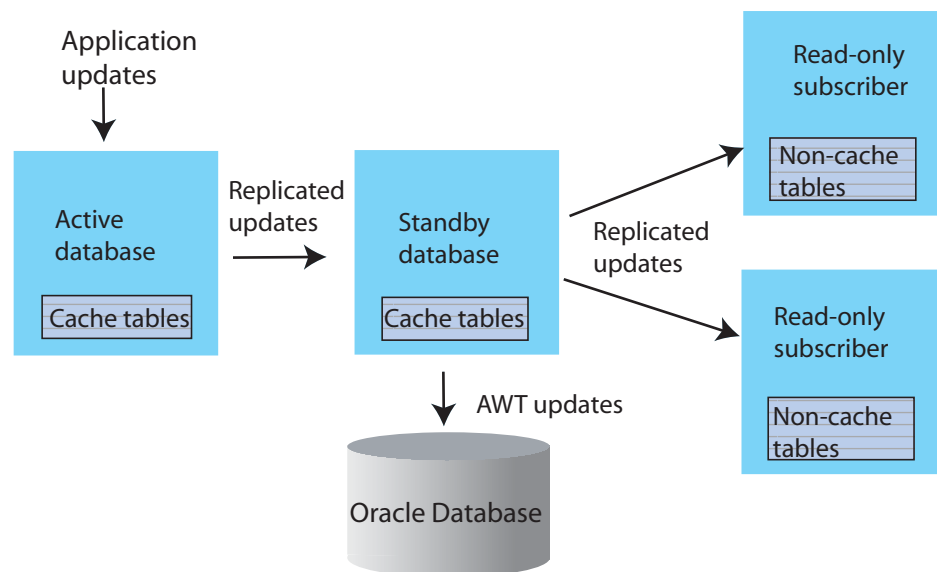 Application
updates
Active
database
Cache tables
Replicated
updates
Standby
database
Cache tables
AWT updates
Oracle Database
Replicated
updates
Read-only
subscriber
Non-cache
tables
Read-only
subscriber
Non-cache
tables